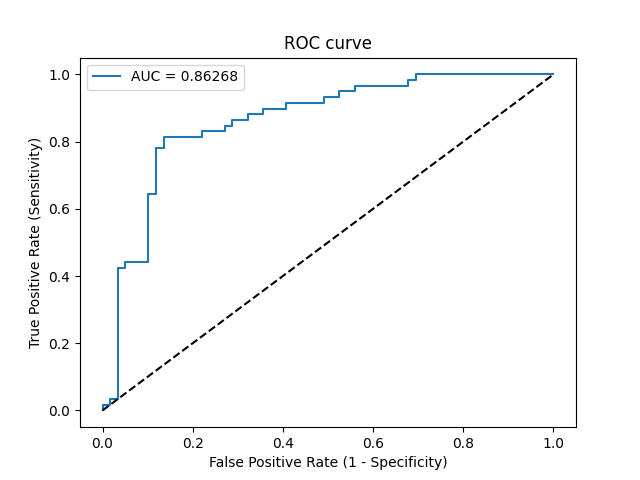 ROC curve
AUC = 0.86268
1.0
0.8
0.6
0.4
0.2
0.0
True Positive Rate (Sensitivity)
0.0 0.2 0.4 0.6 0.8 1.0
False Positive Rate (1 - Specificity)